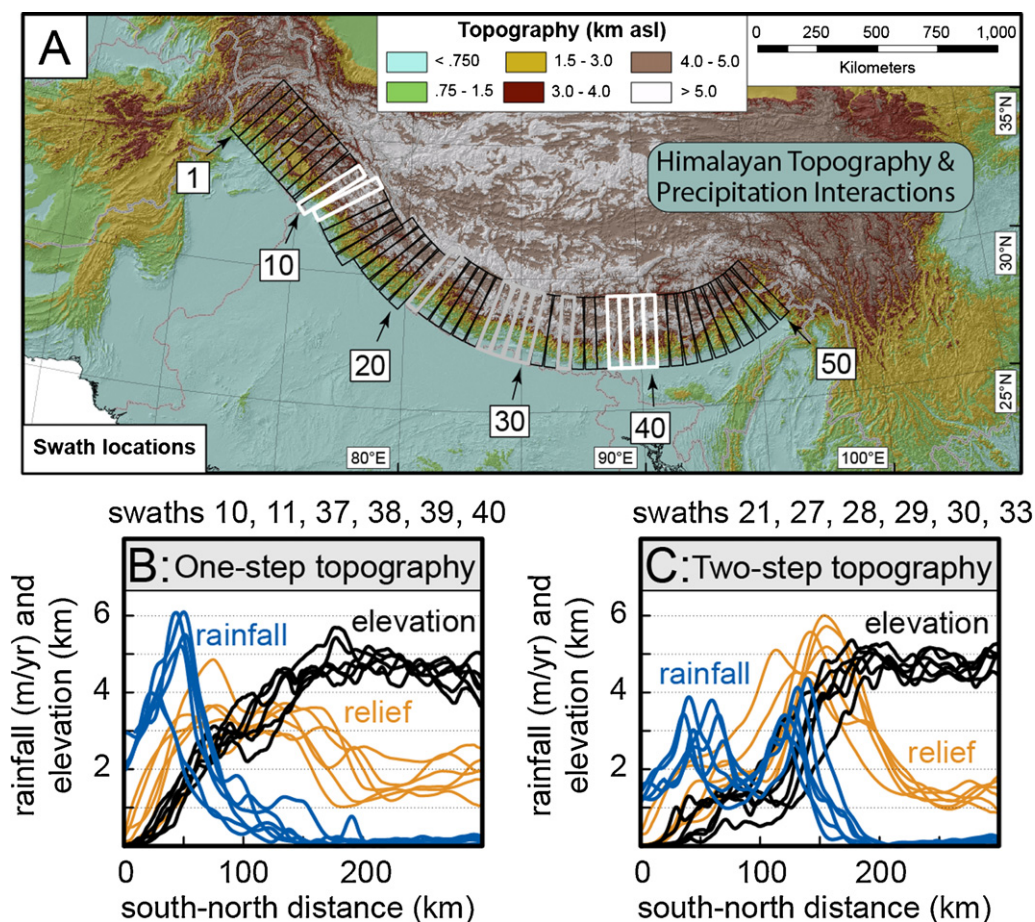 A
Topography (km asl)
< .750
1.5 - 3.0
4.0 - 5.0
.75 - 1.5
3.0 - 4.0
> 5.0
0
250
500
1,000
Kilometers
35°N
Himalayan Topography &
Precipitation Interactions
1
10
30°N
20
50
30
40
25°N
Swath locations
80°E
90°E
100°E
swaths 10, 11, 37, 38, 39, 40
B: One-step topography
rainfall (m/yr) and
elevation (km)
6
4
2
rainfall
elevation
relief
0
100
200
south-north distance (km)
swaths 21, 27, 28, 29, 30, 33
C: Two-step topography
rainfall (m/yr) and
elevation (km)
6
4
2
rainfall
elevation
relief
0
100
200
south-north distance (km)